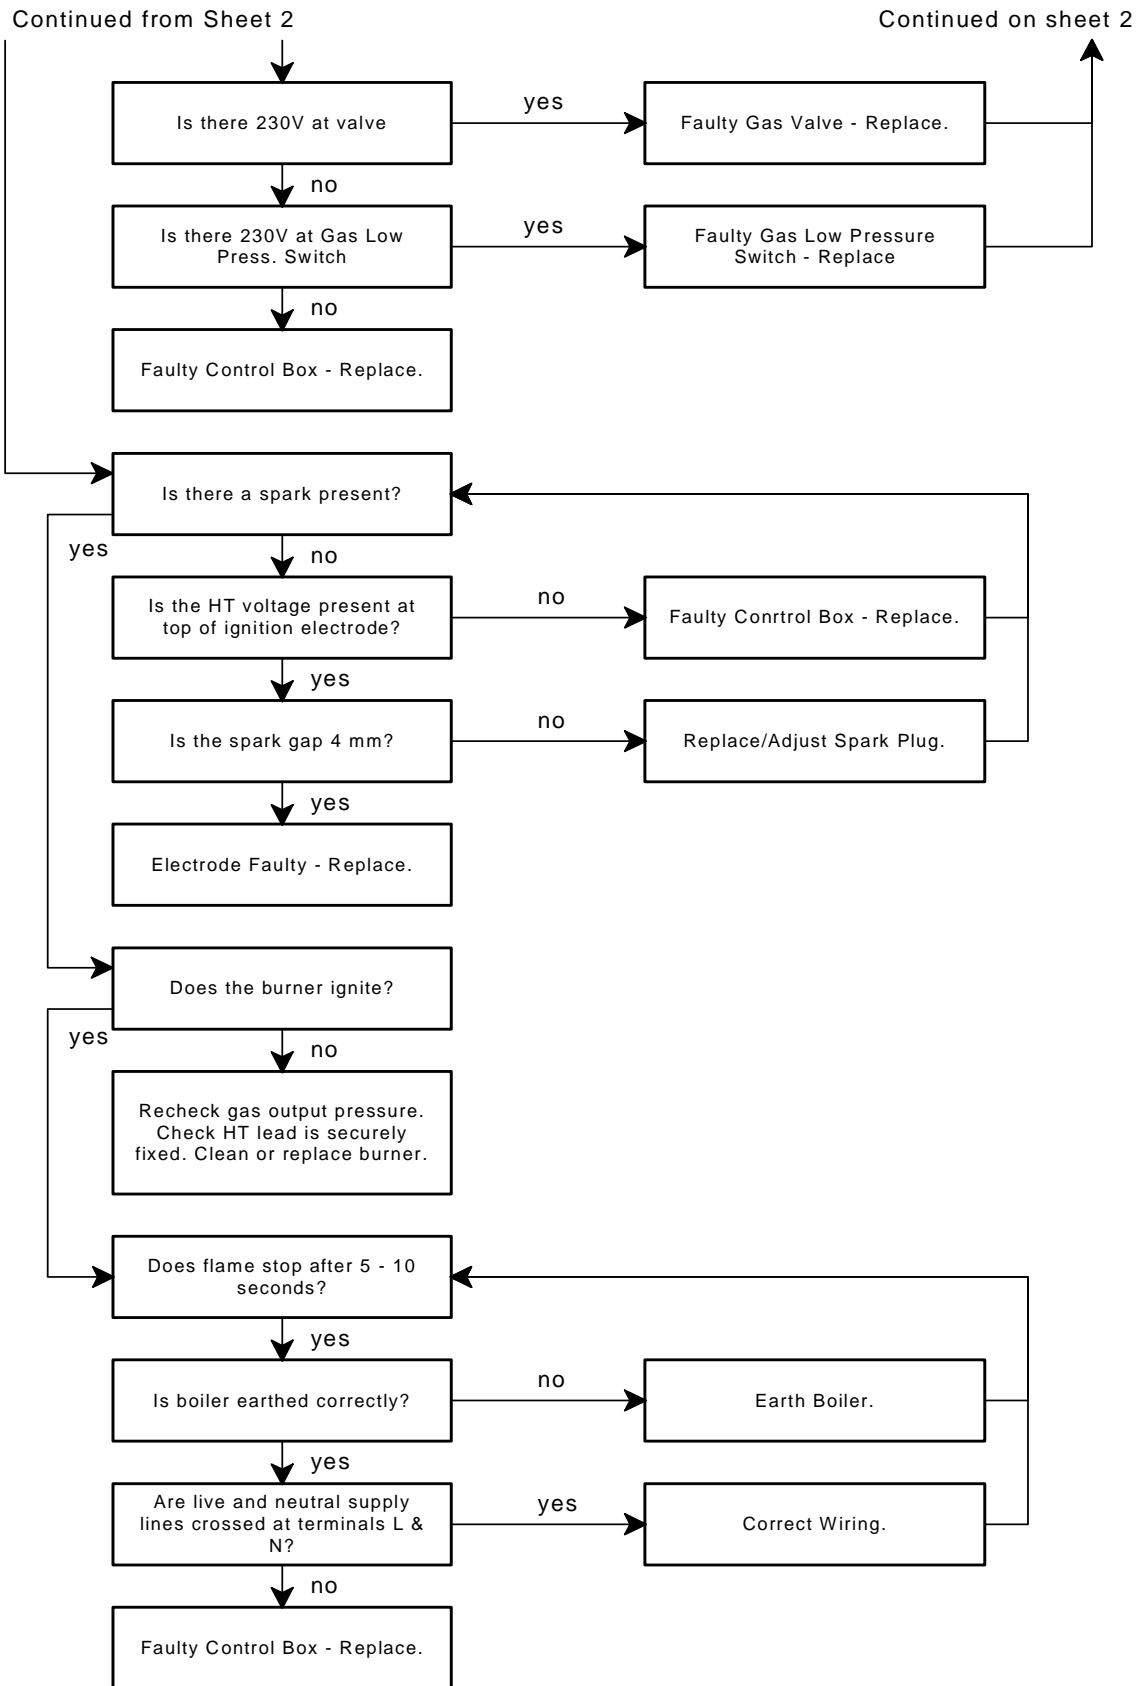 Continued from Sheet 2
Continued on sheet 2
Is there 230V at valve
yes
Faulty Gas Valve - Replace.
no
Is there 230V at Gas Low
Press. Switch
yes
Faulty Gas Low Pressure
Switch - Replace
no
Faulty Control Box - Replace.
Is there a spark present?
yes
no
Is the HT voltage present at
top of ignition electrode?
no
Faulty Conrtrol Box - Replace.
yes
Is the spark gap 4 mm?
no
Replace/Adjust Spark Plug.
yes
Electrode Faulty - Replace.
Does the burner ignite?
yes
no
Recheck gas output pressure.
Check HT lead is securely
fixed. Clean or replace burner.
Does flame stop after 5 - 10
seconds?
yes
Is boiler earthed correctly?
no
Earth Boiler.
yes
Are live and neutral supply
lines crossed at terminals L &
N?
yes
Correct Wiring.
no
Faulty Control Box - Replace.